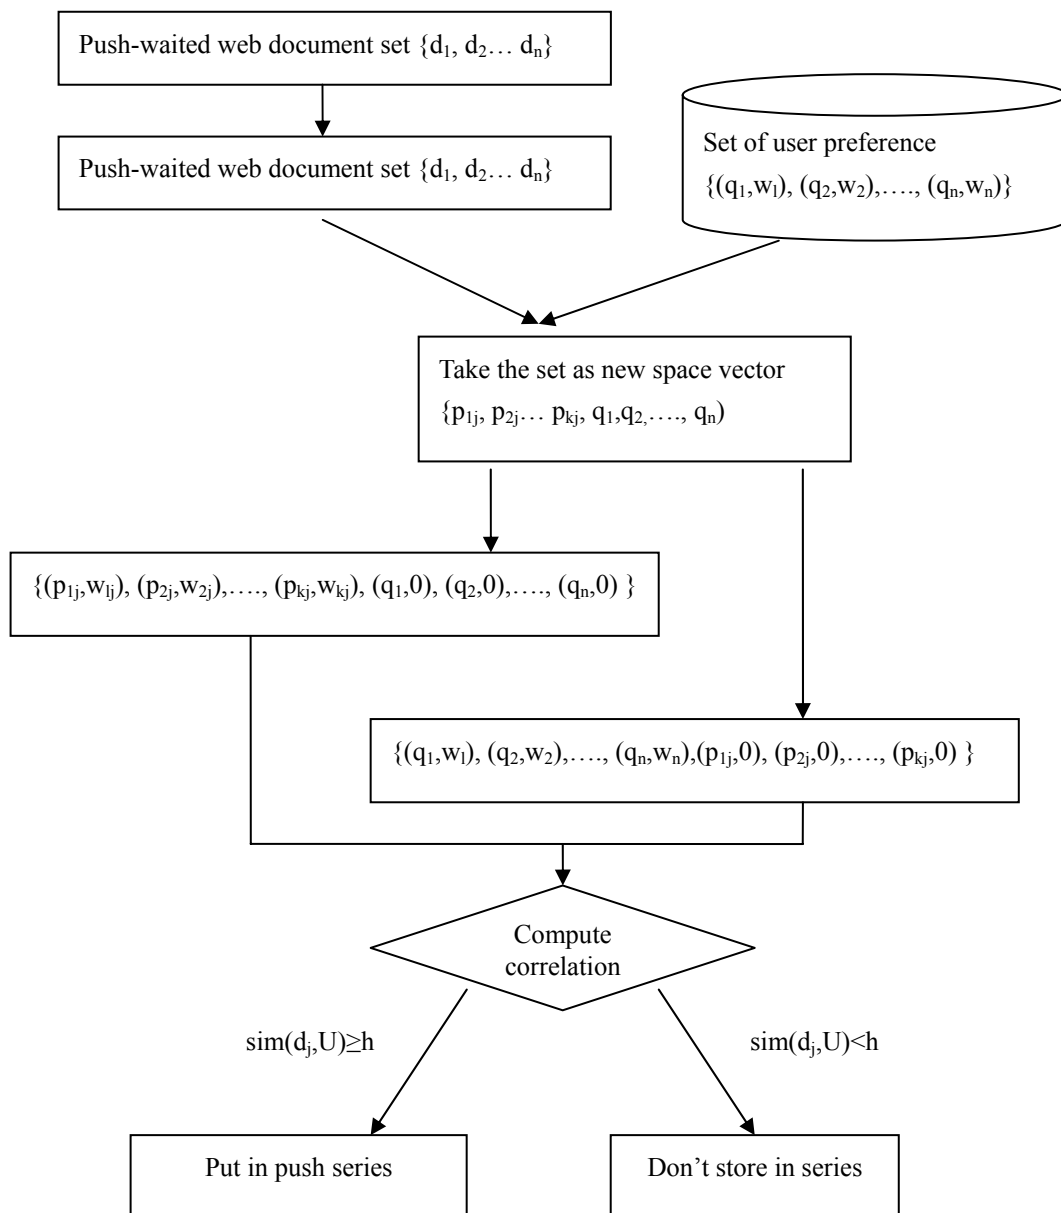 Push-waited web document set {d₁, d₂… dₙ}
Push-waited web document set {d₁, d₂… dₙ}
Set of user preference
{(q₁,wₗ), (q₂,w₂),…., (qₙ,wₙ)}
Take the set as new space vector
{p₁ⱼ, p₂ⱼ… pₖⱼ, q₁,q₂,…., qₙ)
{(p₁ⱼ,wₗⱼ), (p₂ⱼ,w₂ⱼ),…., (pₖⱼ,wₖⱼ), (q₁,0), (q₂,0),…., (qₙ,0) }
{(q₁,wₗ), (q₂,w₂),…., (qₙ,wₙ),(p₁ⱼ,0), (p₂ⱼ,0),…., (pₖⱼ,0) }
Compute
correlation
sim(dⱼ,U)≥h
sim(dⱼ,U)<h
Put in push series
Don’t store in series